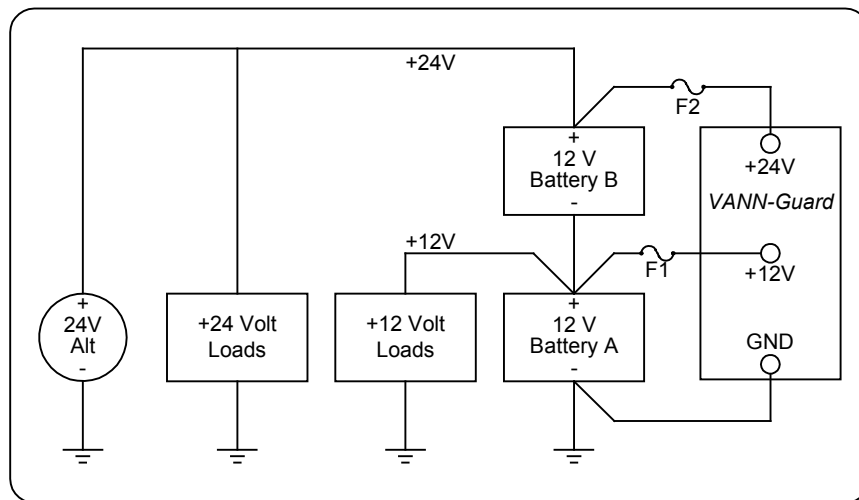 +24V
F2
+
12 V
Battery B
-
+24V
VANN-Guard
+12V
F1
+12V
+
24V
Alt
-
+24 Volt
Loads
+12 Volt
Loads
+
12 V
Battery A
-
GND